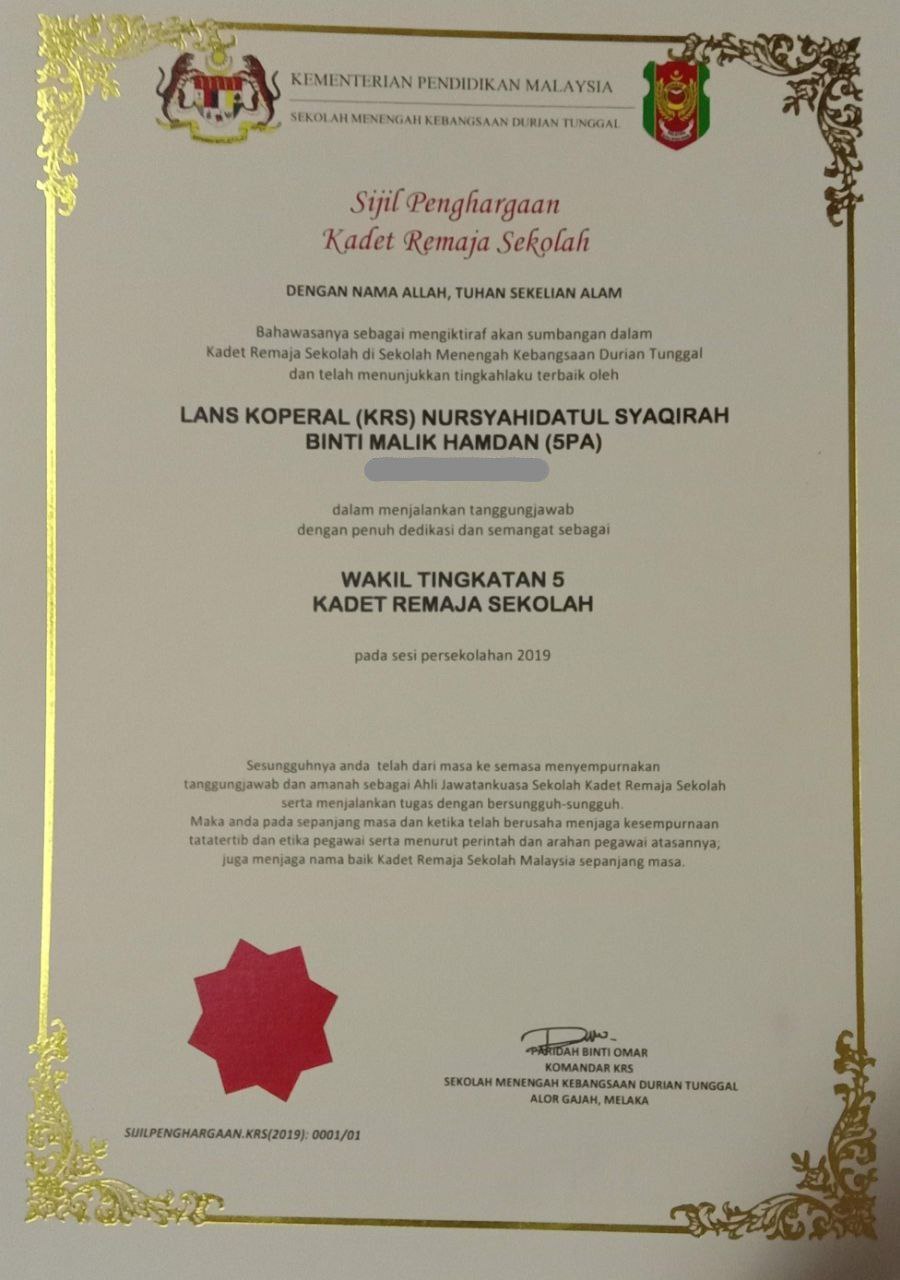 KEMENTERIAN PENDIDIKAN MALAYSIA
SEKOLAH MENENGAH KEBANGSAAN DURIAN TUNGGAL
Sijil Penghargaan
Kadet Remaja Sekolah
DENGAN NAMA ALLAH, TUHAN SEKELIAN ALAM
Bahawasanya sebagai mengiktiraf akan sumbangan dalam
Kadet Remaja Sekolah di Sekolah Menengah Kebangsaan Durian Tunggal
dan telah menunjukkan tingkahlaku terbaik oleh
LANS KOPERAL (KRS) NURSYAHIDATUL SYAQIRAH
BINTI MALIK HAMDAN (5PA)
dalam menjalankan tanggungjawab
dengan penuh dedikasi dan semangat sebagai
WAKIL TINGKATAN 5
KADET REMAJA SEKOLAH
pada sesi persekolahan 2019
Sesungguhnya anda telah dari masa ke semasa menyempurnakan
tanggungjawab dan amanah sebagai Ahli Jawatankuasa Sekolah Kadet Remaja Sekolah
serta menjalankan tugas dengan bersungguh-sungguh.
Maka anda pada sepanjang masa dan ketika telah berusaha menjaga kesempurnaan
tatatertib dan etika pegawai serta menurut perintah dan arahan pegawai atasannya;
juga menjaga nama baik Kadet Remaja Sekolah Malaysia sepanjang masa.
PARIDAH BINTI OMAR
KOMANDAR KRS
SEKOLAH MENENGAH KEBANGSAAN DURIAN TUNGGAL
ALOR GAJAH, MELAKA
SIJILPENGHARGAAN.KRS(2019): 0001/01